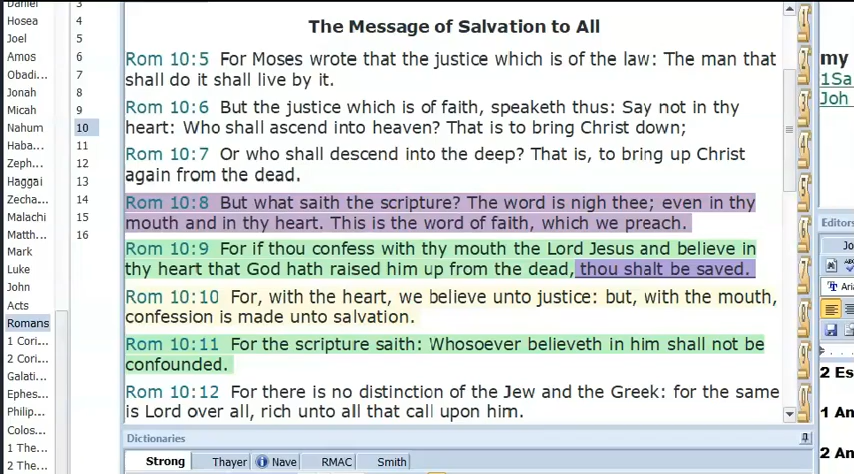 Daniel
Hosea
Joel
Amos
Obadi...
Jonah
Micah
Nahum
Haba...
Zeph...
Haggai
Zecha...
Malachi
Matth...
Mark
Luke
John
Acts
Romans
1 Cori...
2 Cori...
Galati...
Ephes...
Philip...
Colos...
1 The...
2 The...
3
4
5
6
7
8
9
10
11
12
13
14
15
16
The Message of Salvation to All
Rom 10:5 For Moses wrote that the justice which is of the law: The man that
shall do it shall live by it.
Rom 10:6 But the justice which is of faith, speaketh thus: Say not in thy
heart: Who shall ascend into heaven? That is to bring Christ down;
Rom 10:7 Or who shall descend into the deep? That is, to bring up Christ
again from the dead.
Rom 10:8 But what saith the scripture? The word is nigh thee; even in thy
mouth and in thy heart. This is the word of faith, which we preach.
Rom 10:9 For if thou confess with thy mouth the Lord Jesus and believe in
thy heart that God hath raised him up from the dead, thou shalt be saved.
Rom 10:10 For, with the heart, we believe unto justice: but, with the mouth,
confession is made unto salvation.
Rom 10:11 For the scripture saith: Whosoever believeth in him shall not be
confounded.
Rom 10:12 For there is no distinction of the Jew and the Greek: for the same
is Lord over all, rich unto all that call upon him.
Dictionaries
Strong Thayer Nave RMAC Smith
my
1Sa
Joh
Editors
Jo
Aria
2 Es
1 An
2 An